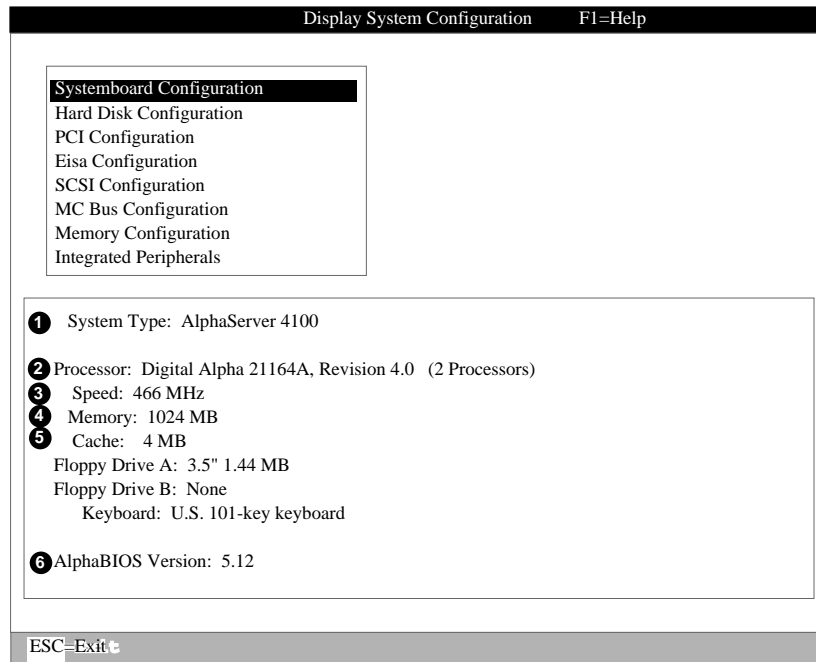 Display System Configuration F1=Help
Systemboard Configuration
Hard Disk Configuration
PCI Configuration
Eisa Configuration
SCSI Configuration
MC Bus Configuration
Memory Configuration
Integrated Peripherals
1 System Type: AlphaServer 4100
2 Processor: Digital Alpha 21164A, Revision 4.0 (2 Processors)
3 Speed: 466 MHz
4 Memory: 1024 MB
5 Cache: 4 MB
Floppy Drive A: 3.5" 1.44 MB
Floppy Drive B: None
Keyboard: U.S. 101-key keyboard
6 AlphaBIOS Version: 5.12
ESC=Exit